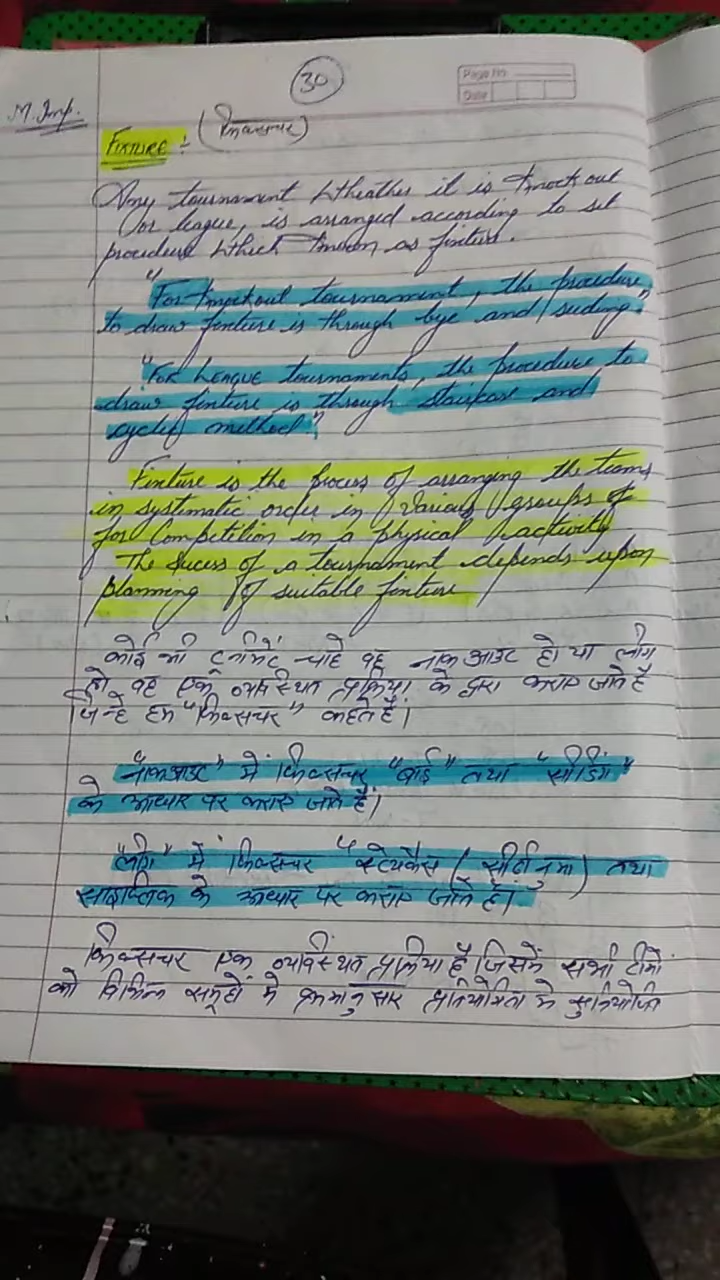 30
Page No.
Date
M. Imp.
FIXTURE :-
Any tournament wheather it is knock out
or league, is arranged according to set
procedure which known as fixture.
"For knockout tournament, the procedure
to draw fixture is through bye and seeding."
"FOR LEAGUE tournaments, the procedure to
draw fixture is through staircase and
cyclic method."
Fixture is the process of arranging the teams
in systematic order in various groups of
for Competition in a physical activity
The sucess of a tournament depends upon
planning of suitable fixture
कोई भी टूर्नामेंट चाहे वह नाकआउट हो या लीग
हो वह एक व्यवस्थित प्रक्रिया के द्वारा कराए जाते है
जिन्हे हम "फिक्सचर" कहते है।
"नाकआउट" में फिक्सचर "बाई" तथा "सीडिंग"
के आधार पर कराए जाते है।
"लीग" में फिक्सचर "स्टेयरकेस (सीढ़ीनुमा) तथा
साइक्लिक के आधार पर कराए जाते है।
फिक्सचर एक व्यवस्थित प्रक्रिया है जिसमें सभी टीमों
को विभिन्न समूहों में क्रमानुसार प्रतियोगिता मे सुनियोजित